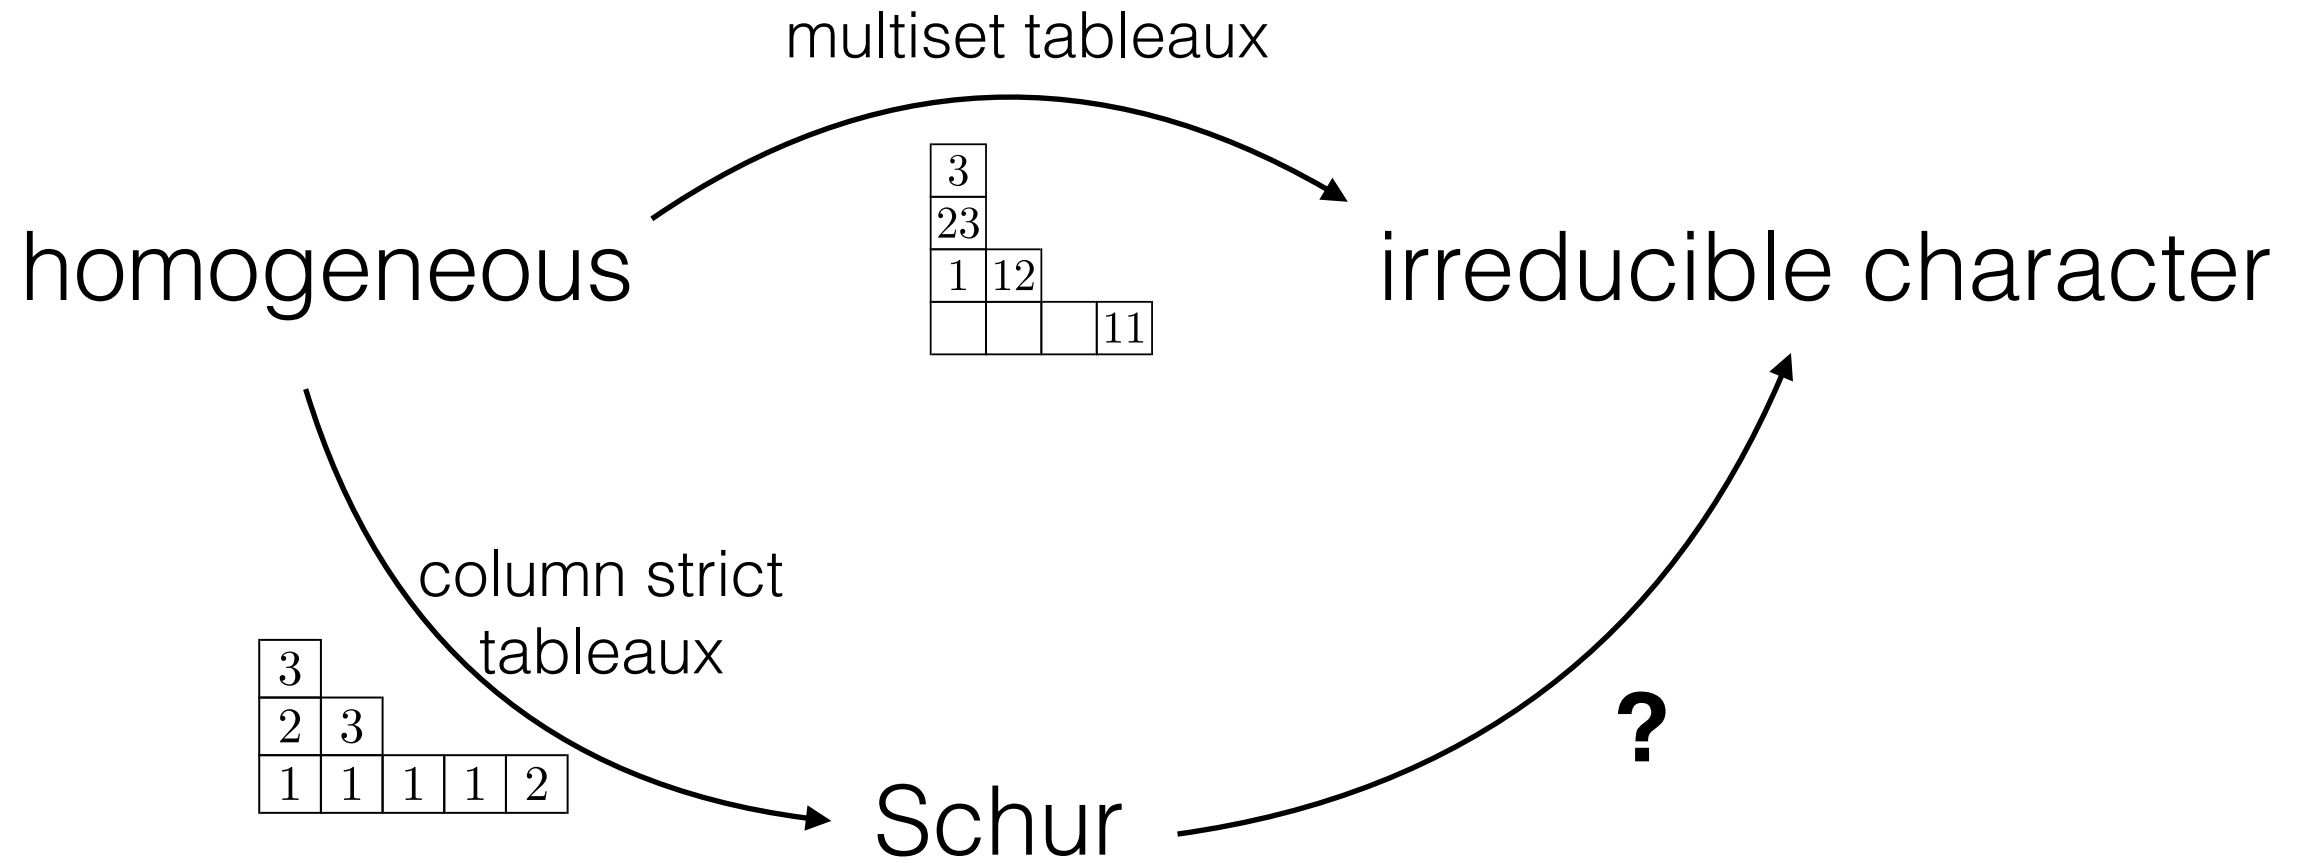 multiset tableaux
3
23
1 12
11
homogeneous
irreducible character
column strict
tableaux
3
2 3
1 1 1 1 2
?
Schur